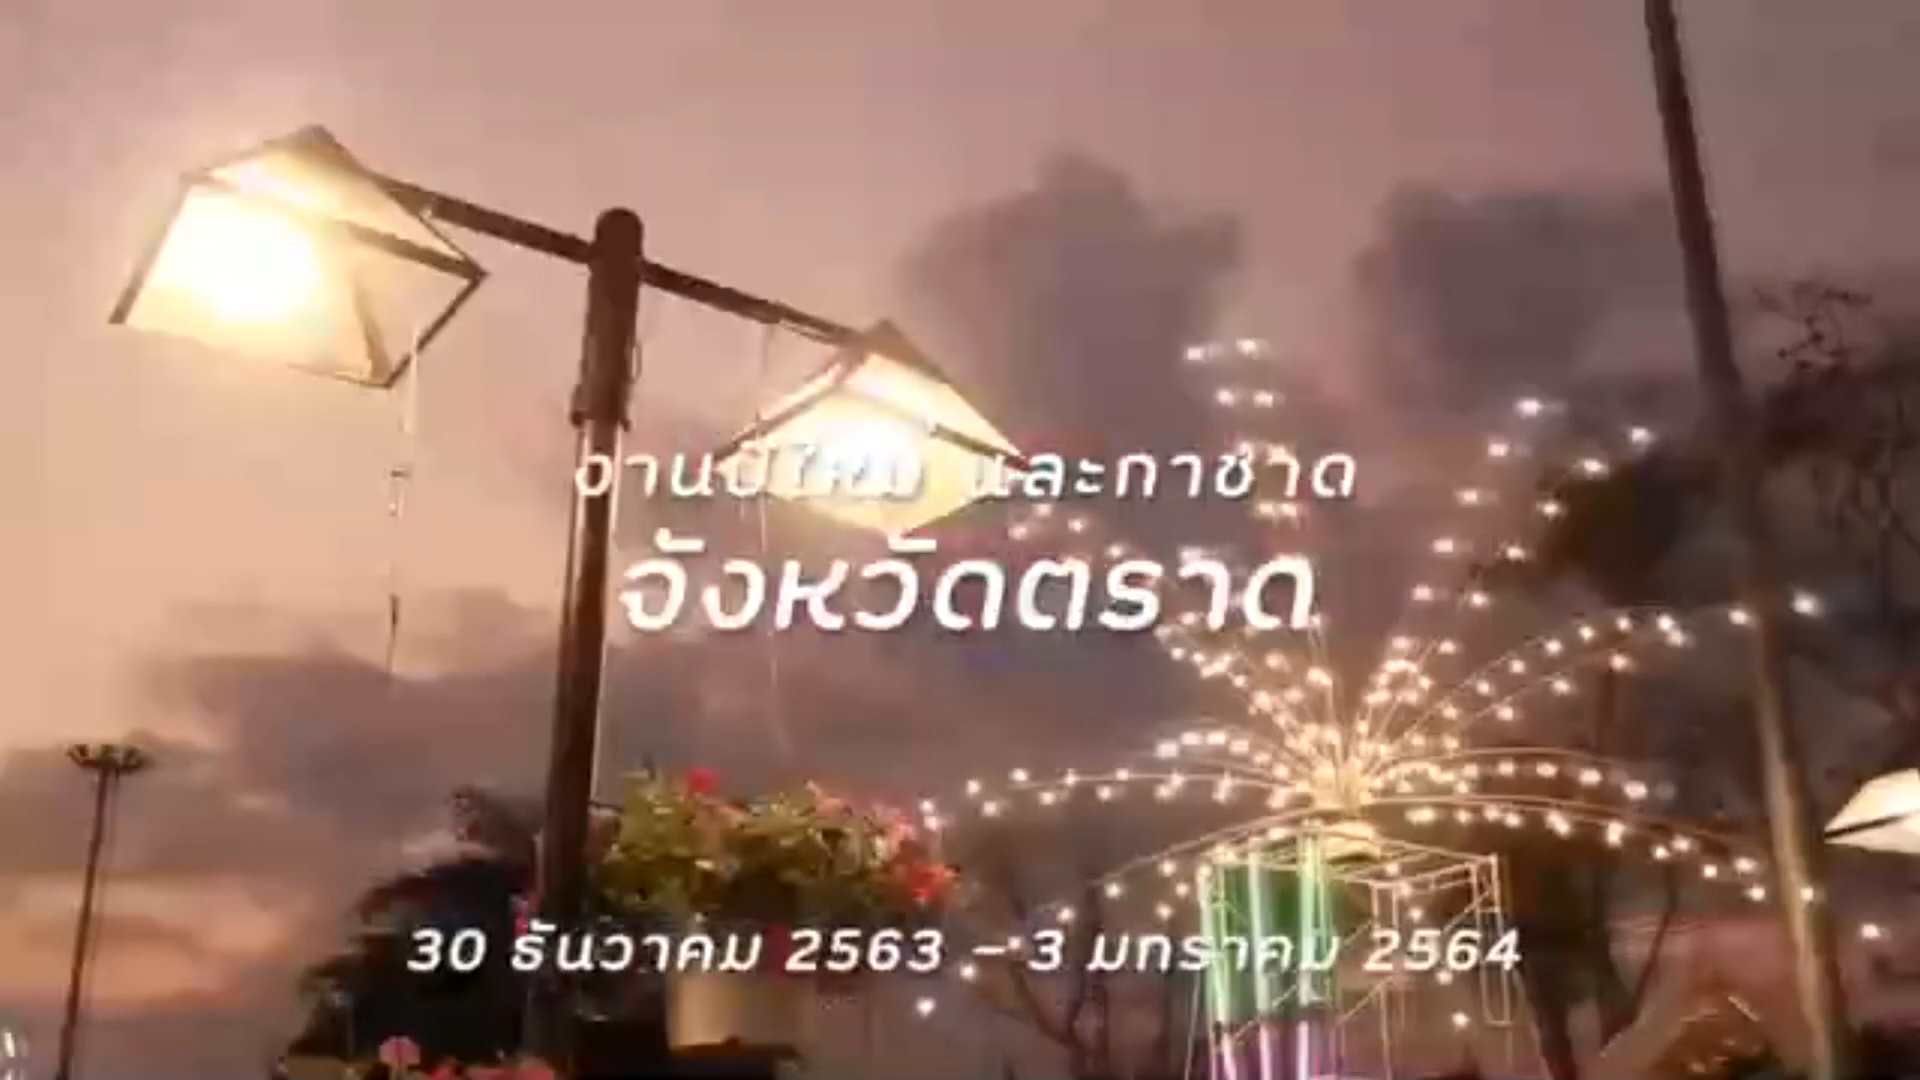 งานปีใหม่ และกาชาด
จังหวัดตราด
30 ธันวาคม 2563 - 3 มกราคม 2564